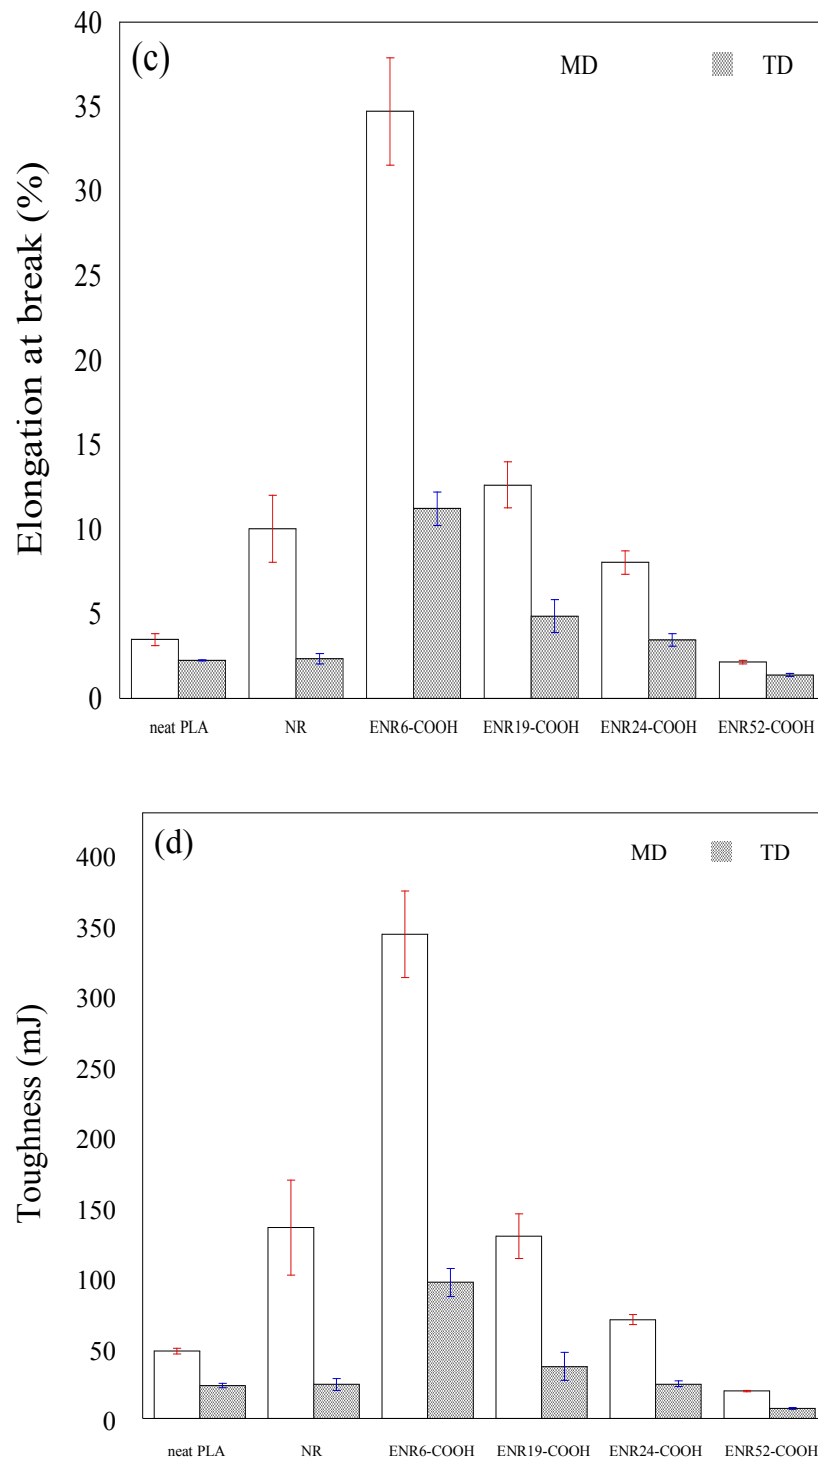 (c)
MD TD
Elongation at break (%)
40
35
30
25
20
15
10
5
0
neat PLA NR ENR6-COOH ENR19-COOH ENR24-COOH ENR52-COOH
(d)
MD TD
Toughness (mJ)
400
350
300
250
200
150
100
50
0
neat PLA NR ENR6-COOH ENR19-COOH ENR24-COOH ENR52-COOH